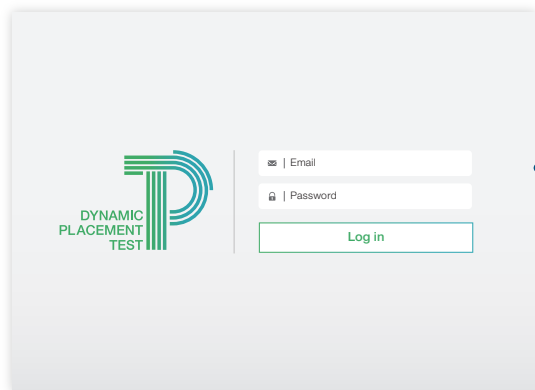 DYNAMIC
PLACEMENT
TEST
Email
Password
Log in